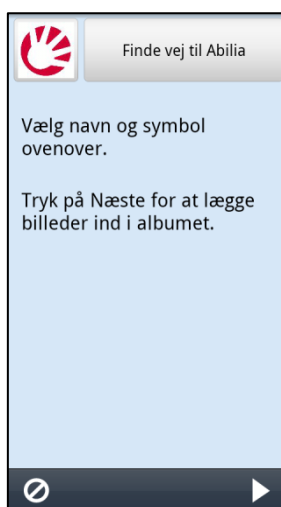 Finde vej til Abilia
Vælg navn og symbol
ovenover.
Tryk på Næste for at lægge
billeder ind i albumet.